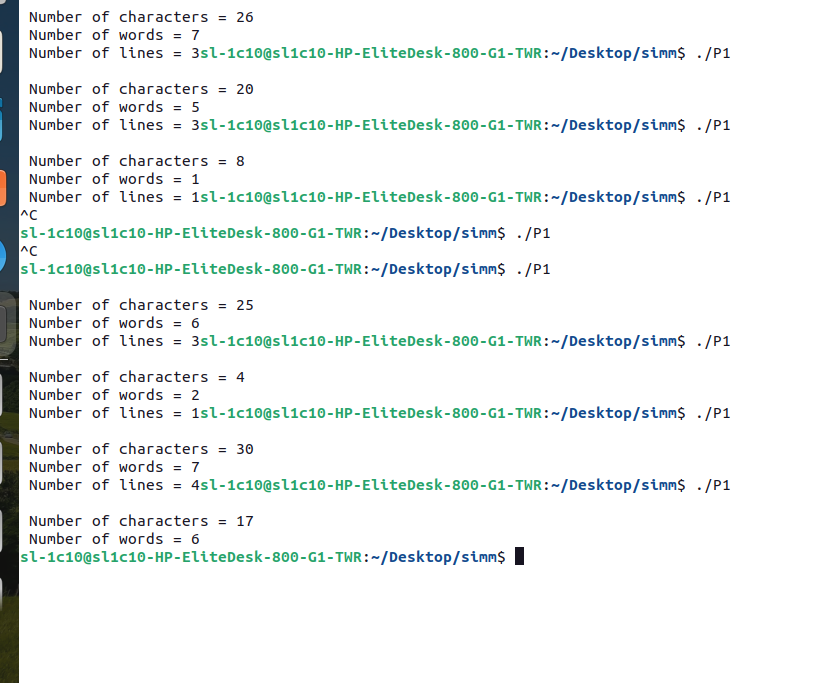 Number of characters = 26
Number of words = 7
Number of lines = 3sl-1c10@sl1c10-HP-EliteDesk-800-G1-TWR:~/Desktop/simm$ ./P1
Number of characters = 20
Number of words = 5
Number of lines = 3sl-1c10@sl1c10-HP-EliteDesk-800-G1-TWR:~/Desktop/simm$ ./P1
Number of characters = 8
Number of words = 1
Number of lines = 1sl-1c10@sl1c10-HP-EliteDesk-800-G1-TWR:~/Desktop/simm$ ./P1
^C
sl-1c10@sl1c10-HP-EliteDesk-800-G1-TWR:~/Desktop/simm$ ./P1
^C
sl-1c10@sl1c10-HP-EliteDesk-800-G1-TWR:~/Desktop/simm$ ./P1
Number of characters = 25
Number of words = 6
Number of lines = 3sl-1c10@sl1c10-HP-EliteDesk-800-G1-TWR:~/Desktop/simm$ ./P1
Number of characters = 4
Number of words = 2
Number of lines = 1sl-1c10@sl1c10-HP-EliteDesk-800-G1-TWR:~/Desktop/simm$ ./P1
Number of characters = 30
Number of words = 7
Number of lines = 4sl-1c10@sl1c10-HP-EliteDesk-800-G1-TWR:~/Desktop/simm$ ./P1
Number of characters = 17
Number of words = 6
sl-1c10@sl1c10-HP-EliteDesk-800-G1-TWR:~/Desktop/simm$